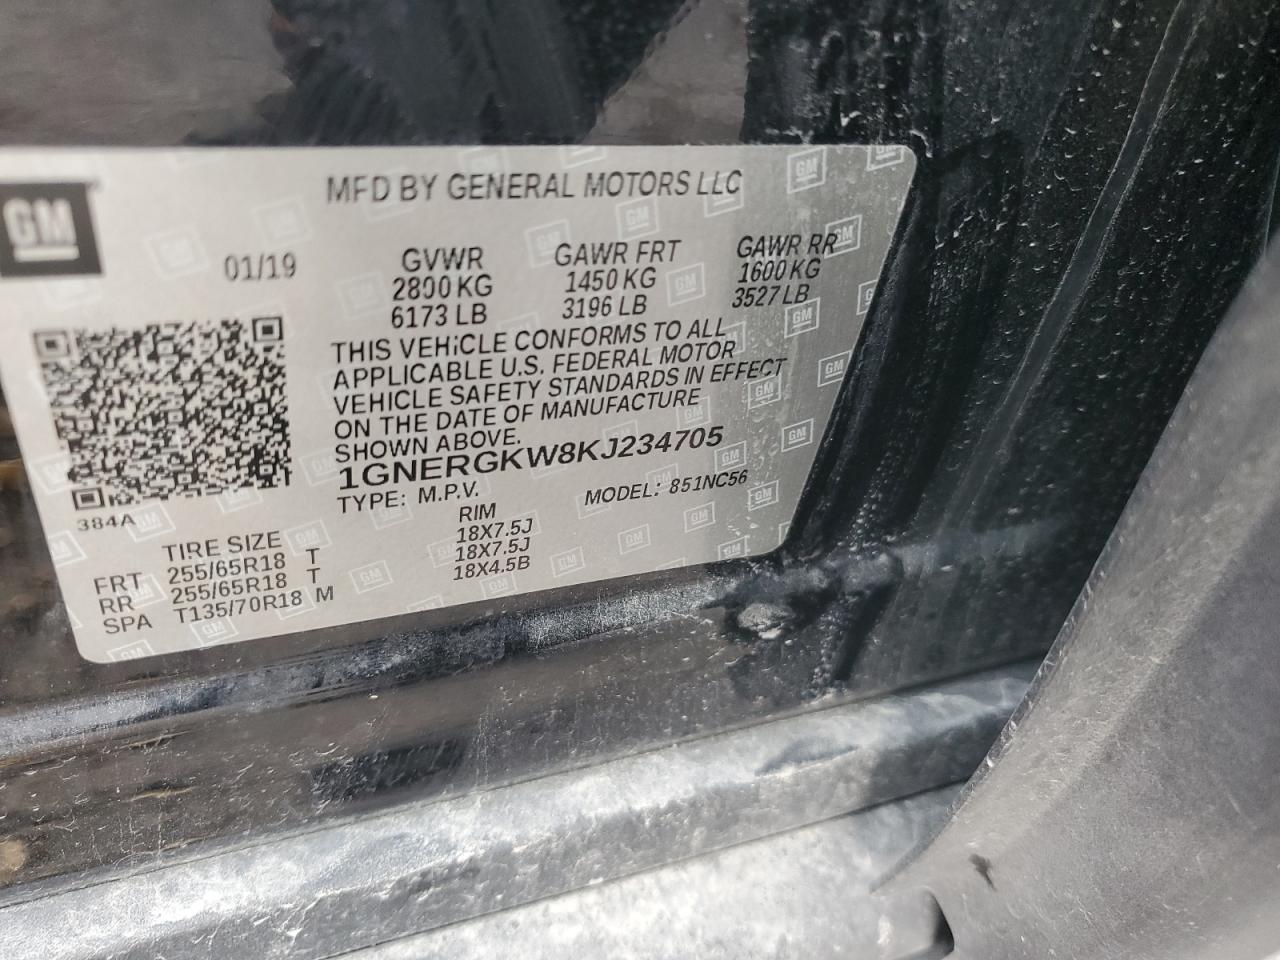 MFD BY GENERAL MOTORS LLC
GM
01/19
GVWR GAWR FRT GAWR RR
2800 KG 1450 KG 1600 KG
6173 LB 3196 LB 3527 LB
THIS VEHICLE CONFORMS TO ALL
APPLICABLE U.S. FEDERAL MOTOR
VEHICLE SAFETY STANDARDS IN EFFECT
ON THE DATE OF MANUFACTURE
SHOWN ABOVE.
1GNERGKW8KJ234705
TYPE: M.P.V. MODEL: 851NC56
384A
TIRE SIZE RIM
FRT 255/65R18 T 18X7.5J
RR 255/65R18 T 18X7.5J
SPA T135/70R18 M 18X4.5B